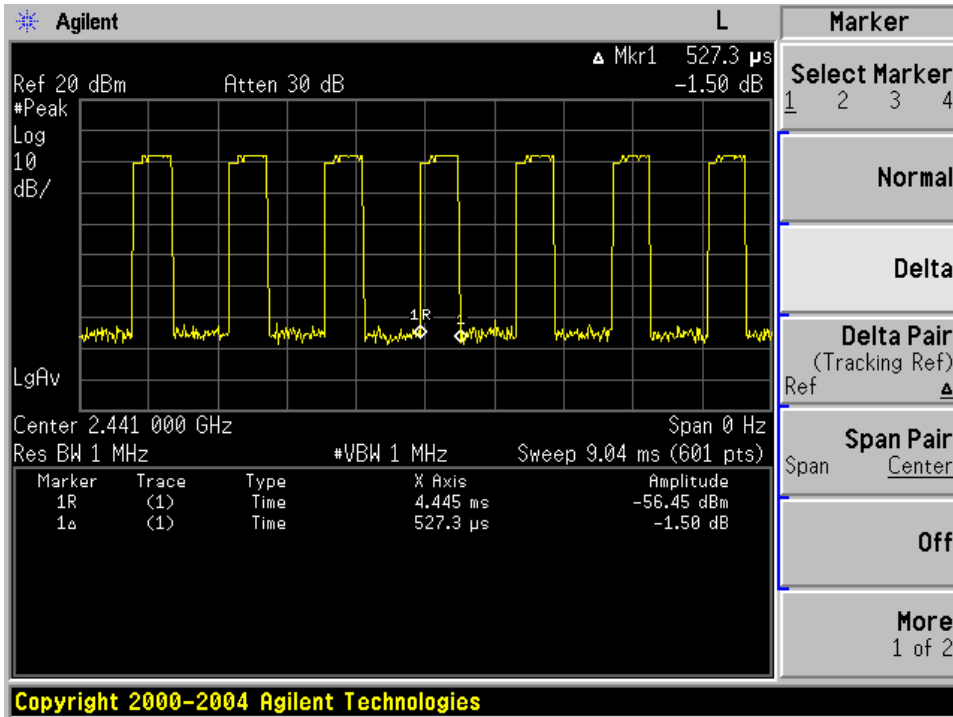 Agilent
L
Marker
Δ Mkr1 527.3 µs
Ref 20 dBm Atten 30 dB -1.50 dB
#Peak
Log
10
dB/
1R
1
LgAv
Center 2.441 000 GHz Span 0 Hz
Res BW 1 MHz #VBW 1 MHz Sweep 9.04 ms (601 pts)
Marker Trace Type X Axis Amplitude
1R (1) Time 4.445 ms -56.45 dBm
1Δ (1) Time 527.3 µs -1.50 dB
Select Marker
1 2 3 4
Normal
Delta
Delta Pair
(Tracking Ref)
Ref Δ
Span Pair
Span Center
Off
More
1 of 2
Copyright 2000-2004 Agilent Technologies